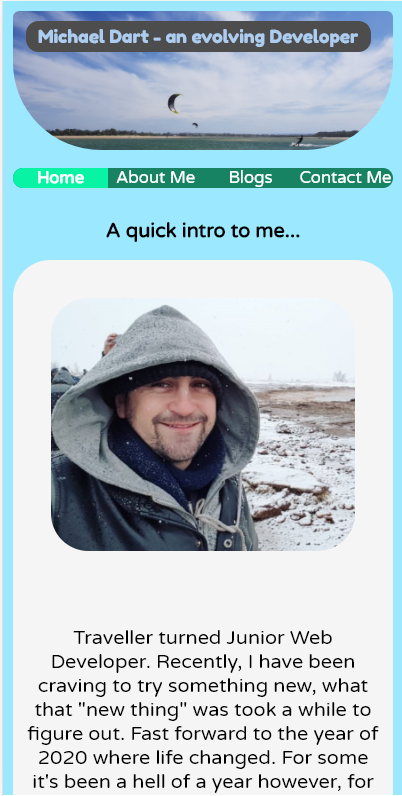 Michael Dart - an evolving Developer
Home About Me Blogs Contact Me
A quick intro to me...
Traveller turned Junior Web
Developer. Recently, I have been
craving to try something new, what
that "new thing" was took a while to
figure out. Fast forward to the year of
2020 where life changed. For some
it's been a hell of a year however, for